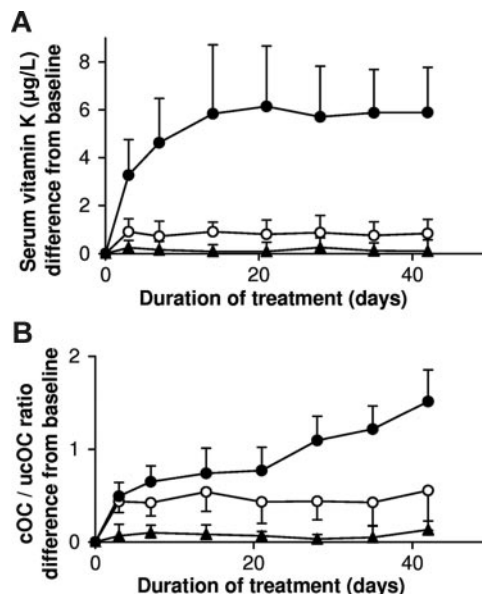 A
Serum vitamin K (µg/L)
difference from baseline
8
6
4
2
0
0 20 40
Duration of treatment (days)
B
cOC / ucOC ratio
difference from baseline
2
1
0
0 20 40
Duration of treatment (days)